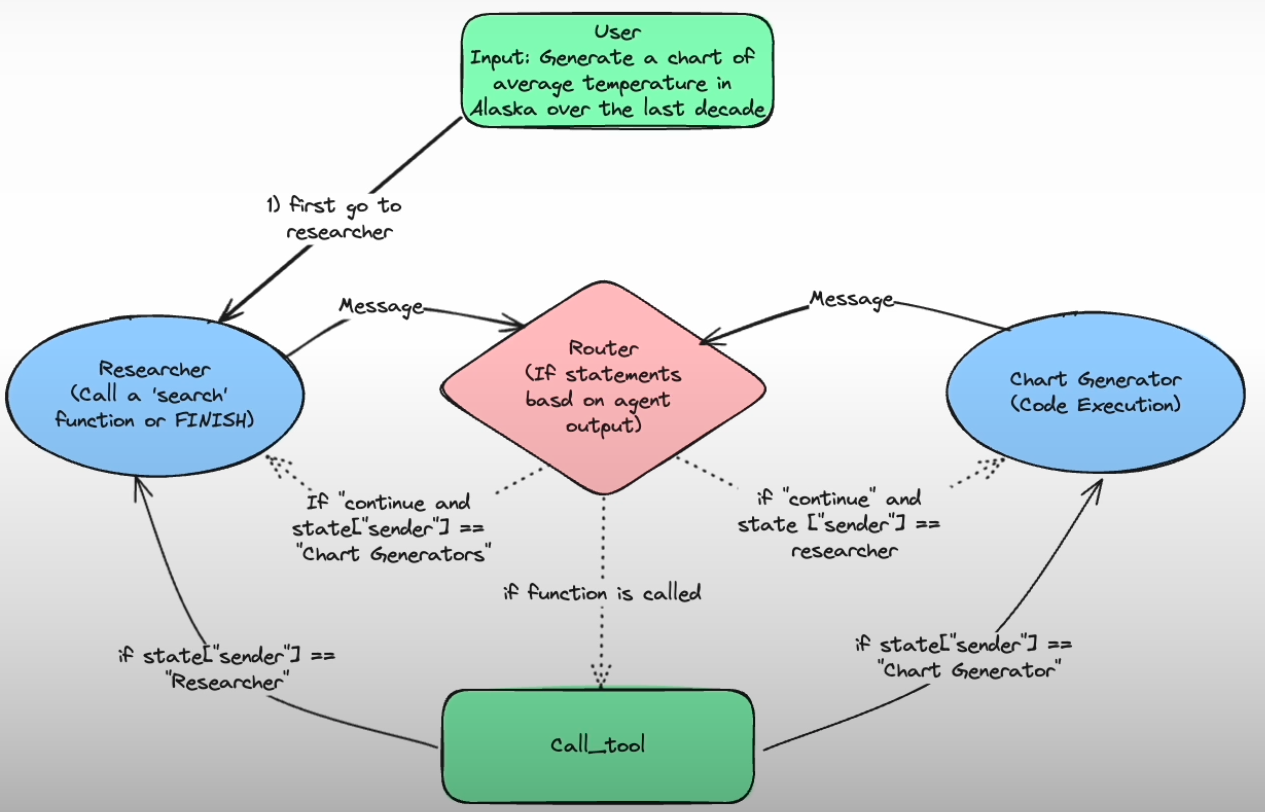 User
Input: Generate a chart of
average temperature in
Alaska over the last decade
1) first go to
researcher
Message
Message
Researcher
(Call a 'search'
function or FINISH)
Router
(If statements
basd on agent
output)
Chart Generator
(Code Execution)
If "continue and
state["sender"] ==
"Chart Generators"
if "continue" and
state ["sender"] ==
researcher
if function is called
if state["sender"] ==
"Researcher"
if state["sender"] ==
"Chart Generator"
Call_tool